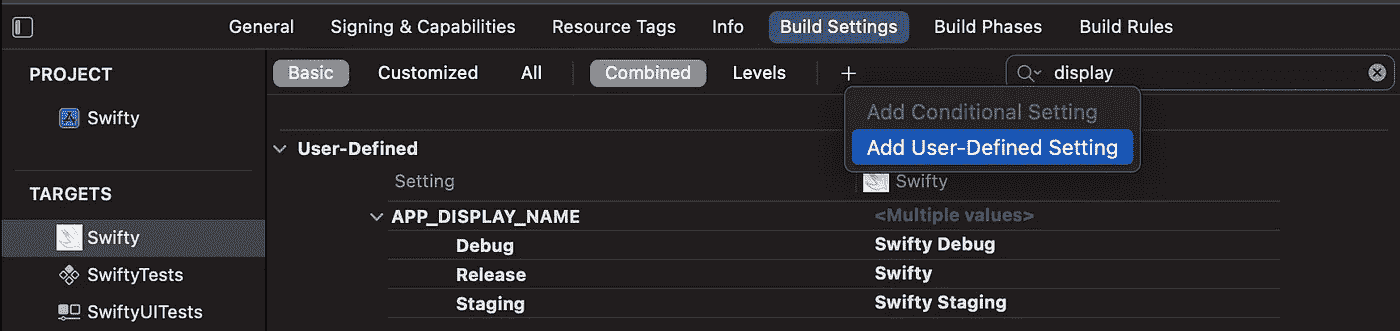 General Signing & Capabilities Resource Tags Info Build Settings Build Phases Build Rules
PROJECT
Swifty
TARGETS
Swifty
SwiftyTests
SwiftyUITests
Basic Customized All Combined Levels + display
Add Conditional Setting
Add User-Defined Setting
User-Defined
Setting Swifty
APP_DISPLAY_NAME <Multiple values>
Debug Swifty Debug
Release Swifty
Staging Swifty Staging